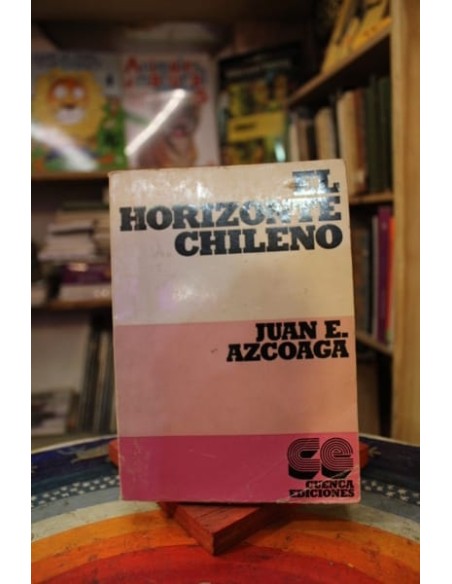 EL
HORIZONTE
CHILENO
JUAN E.
AZCOAGA
ce
CUENCA
EDICIONES